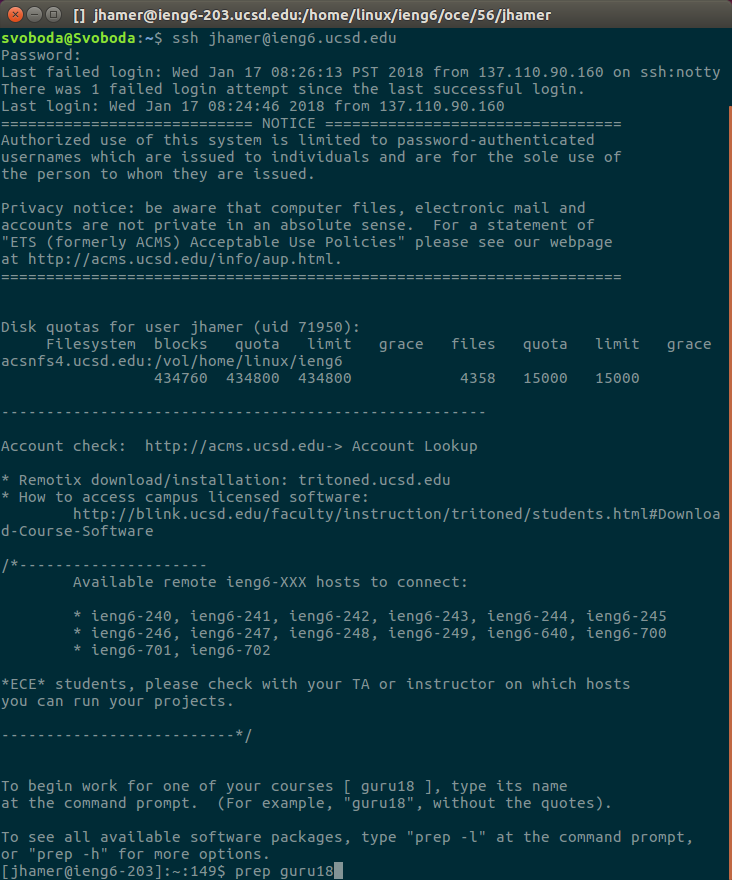 [] jhamer@ieng6-203.ucsd.edu:/home/linux/ieng6/oce/56/jhamer
svoboda@Svoboda:~$ ssh jhamer@ieng6.ucsd.edu
Password:
Last failed login: Wed Jan 17 08:26:13 PST 2018 from 137.110.90.160 on ssh:notty
There was 1 failed login attempt since the last successful login.
Last login: Wed Jan 17 08:24:46 2018 from 137.110.90.160
============================ NOTICE =================================
Authorized use of this system is limited to password-authenticated
usernames which are issued to individuals and are for the sole use of
the person to whom they are issued.

Privacy notice: be aware that computer files, electronic mail and
accounts are not private in an absolute sense.  For a statement of
"ETS (formerly ACMS) Acceptable Use Policies" please see our webpage
at http://acms.ucsd.edu/info/aup.html.
=====================================================================

Disk quotas for user jhamer (uid 71950):
     Filesystem  blocks   quota   limit   grace   files   quota   limit   grace
acsnfs4.ucsd.edu:/vol/home/linux/ieng6
                 434760  434800  434800            4358   15000   15000

------------------------------------------------------

Account check:  http://acms.ucsd.edu-> Account Lookup

* Remotix download/installation: tritoned.ucsd.edu
* How to access campus licensed software:
        http://blink.ucsd.edu/faculty/instruction/tritoned/students.html#Downloa
d-Course-Software

/*---------------------
        Available remote ieng6-XXX hosts to connect:

        * ieng6-240, ieng6-241, ieng6-242, ieng6-243, ieng6-244, ieng6-245
        * ieng6-246, ieng6-247, ieng6-248, ieng6-249, ieng6-640, ieng6-700
        * ieng6-701, ieng6-702

*ECE* students, please check with your TA or instructor on which hosts
you can run your projects.

--------------------------*/

To begin work for one of your courses [ guru18 ], type its name
at the command prompt.  (For example, "guru18", without the quotes).

To see all available software packages, type "prep -l" at the command prompt,
or "prep -h" for more options.
[jhamer@ieng6-203]:~:149$ prep guru18